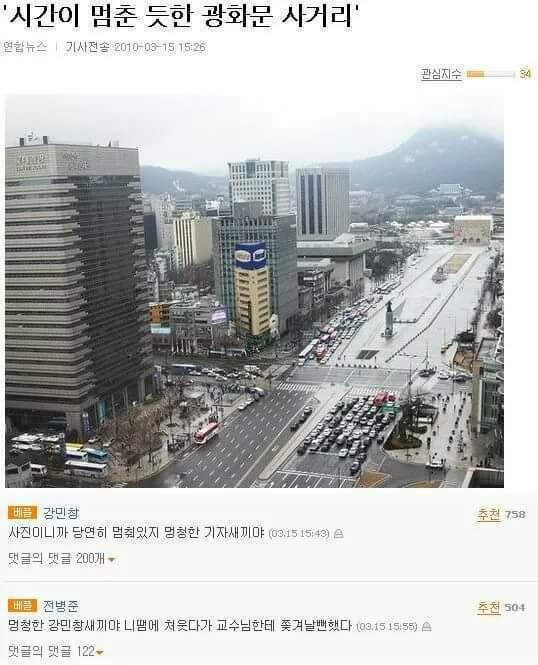 '시간이 멈춘 듯한 광화문 사거리'
연합뉴스 | 기사전송 2010-03-15 15:26
관심지수 34
베플 강민창 추천 758
사진이니까 당연히 멈춰있지 멍청한 기자새끼야 (03.15 15:43)
댓글의 댓글 200개
베플 전병준 추천 504
멍청한 강민창새끼야 니땜에 쳐웃다가 교수님한테 쫒겨날뻔했다 (03.15 15:55)
댓글의 댓글 122